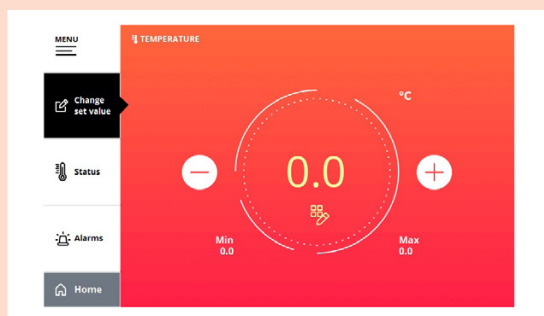 MENU
TEMPERATURE
Change
set value
°C
Status
0.0
Alarms
Min
0.0
Max
0.0
Home